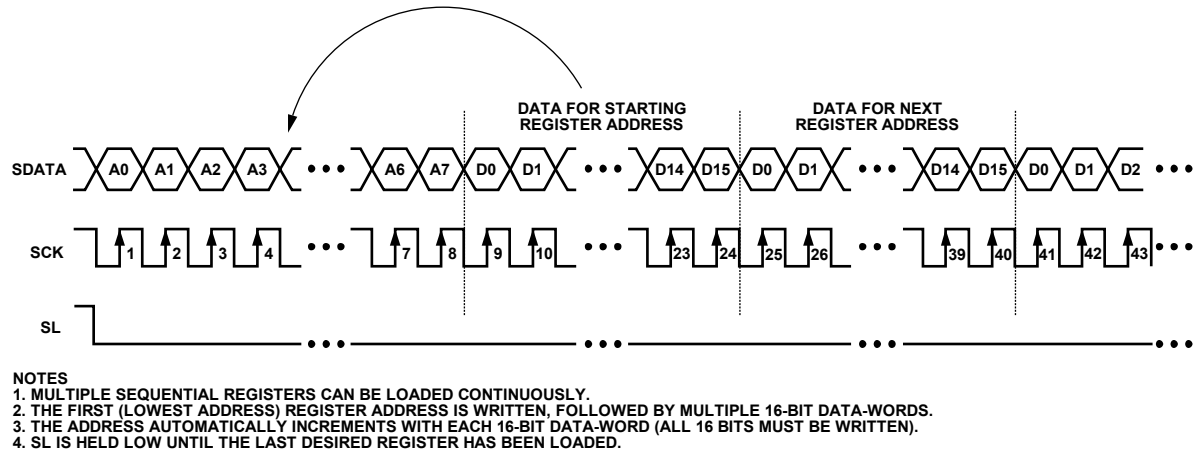 DATA FOR STARTING
REGISTER ADDRESS
DATA FOR NEXT
REGISTER ADDRESS
SDATA A0 A1 A2 A3 ••• A6 A7 D0 D1 ••• D14 D15 D0 D1 ••• D14 D15 D0 D1 D2 •••
SCK 1 2 3 4 ••• 7 8 9 10 ••• 23 24 25 26 ••• 39 40 41 42 43 •••
SL ••• ••• ••• •••
NOTES
1. MULTIPLE SEQUENTIAL REGISTERS CAN BE LOADED CONTINUOUSLY.
2. THE FIRST (LOWEST ADDRESS) REGISTER ADDRESS IS WRITTEN, FOLLOWED BY MULTIPLE 16-BIT DATA-WORDS.
3. THE ADDRESS AUTOMATICALLY INCREMENTS WITH EACH 16-BIT DATA-WORD (ALL 16 BITS MUST BE WRITTEN).
4. SL IS HELD LOW UNTIL THE LAST DESIRED REGISTER HAS BEEN LOADED.